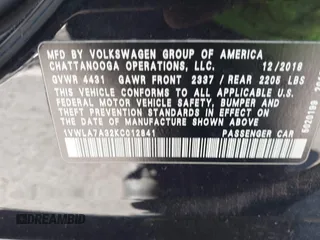 MFD BY VOLKSWAGEN GROUP OF AMERICA
CHATTANOOGA OPERATIONS, LLC. 12/2018
GVWR 4431 GAWR FRONT 2337 / REAR 2205 LBS
THIS VEHICLE CONFORMS TO ALL APPLICABLE
FEDERAL MOTOR VEHICLE SAFETY, BUMPER, AND
THEFT PREVENTION STANDARDS IN EFFECT ON THE
DATE OF MANUFACTURE SHOWN ABOVE.
1VWLA7A32KC012841 PASSENGER CAR
DREAMBID